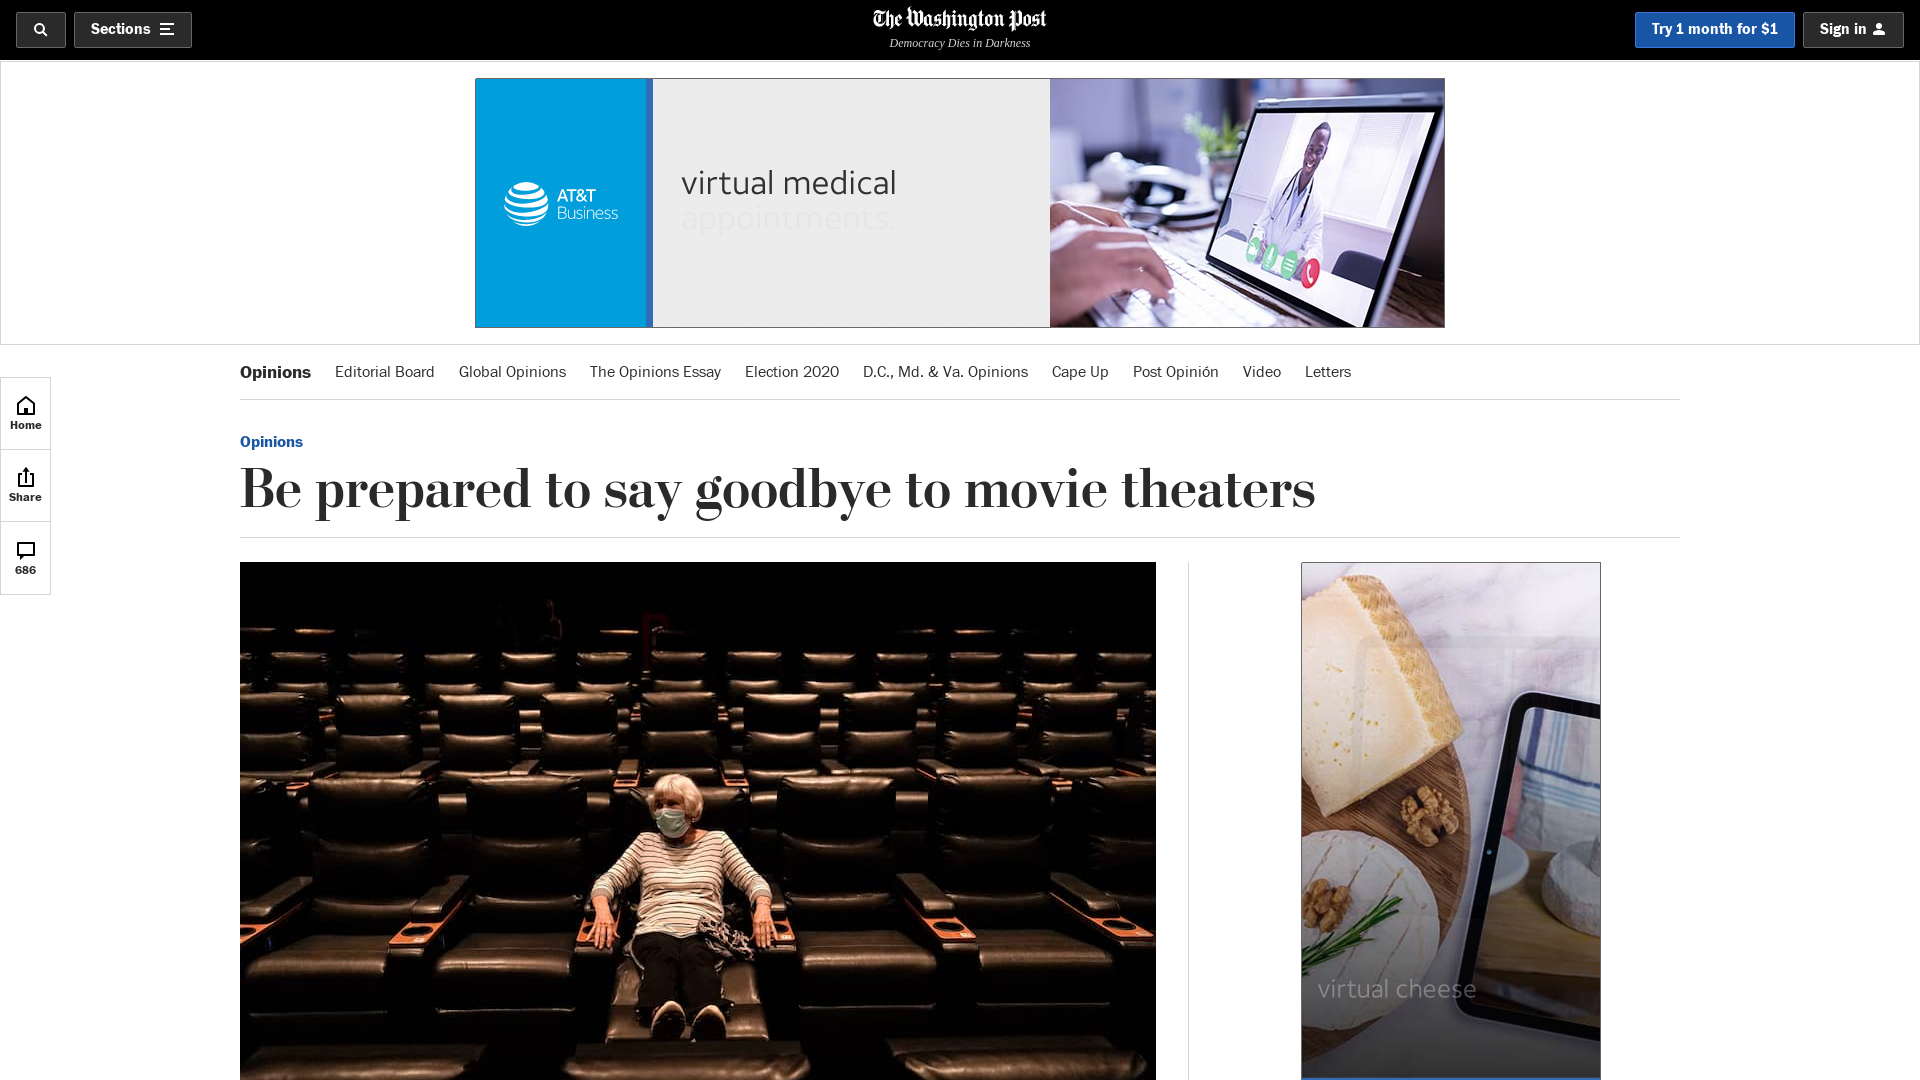 Sections
The Washington Post
Democracy Dies in Darkness
Try 1 month for $1
Sign in
AT&T
Business
virtual medical
appointments.
Opinions
Editorial Board
Global Opinions
The Opinions Essay
Election 2020
D.C., Md. & Va. Opinions
Cape Up
Post Opinión
Video
Letters
Home
Share
686
Opinions
Be prepared to say goodbye to movie theaters
virtual cheese